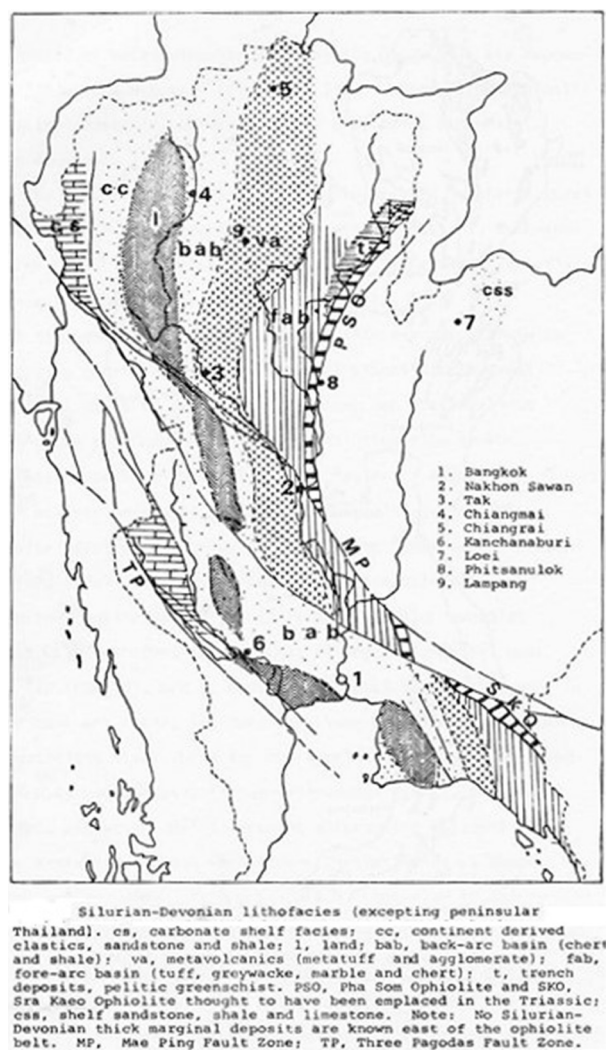 5
cc
4
l
bab
9
va
cs
t
PSO
css
7
fab
3
8
1. Bangkok
2. Nakhon Sawan
3. Tak
4. Chiangmai
5. Chiangrai
6. Kanchanaburi
7. Loei
8. Phitsanulok
9. Lampang
2
MP
TP
bab
6
1
SKO
Silurian-Devonian lithofacies (excepting peninsular
Thailand). cs, carbonate shelf facies; cc, continent derived
clastics, sandstone and shale; l, land; bab, back-arc basin (chert
and shale); va, metavolcanics (metatuff and agglomerate); fab,
fore-arc basin (tuff, greywacke, marble and chert); t, trench
deposits, pelitic greenschist. PSO, Pha Som Ophiolite and SKO,
Sra Kaeo Ophiolite thought to have been emplaced in the Triassic;
css, shelf sandstone, shale and limestone. Note: No Silurian-
Devonian thick marginal deposits are known east of the ophiolite
belt. MP, Mae Ping Fault Zone; TP, Three Pagodas Fault Zone.